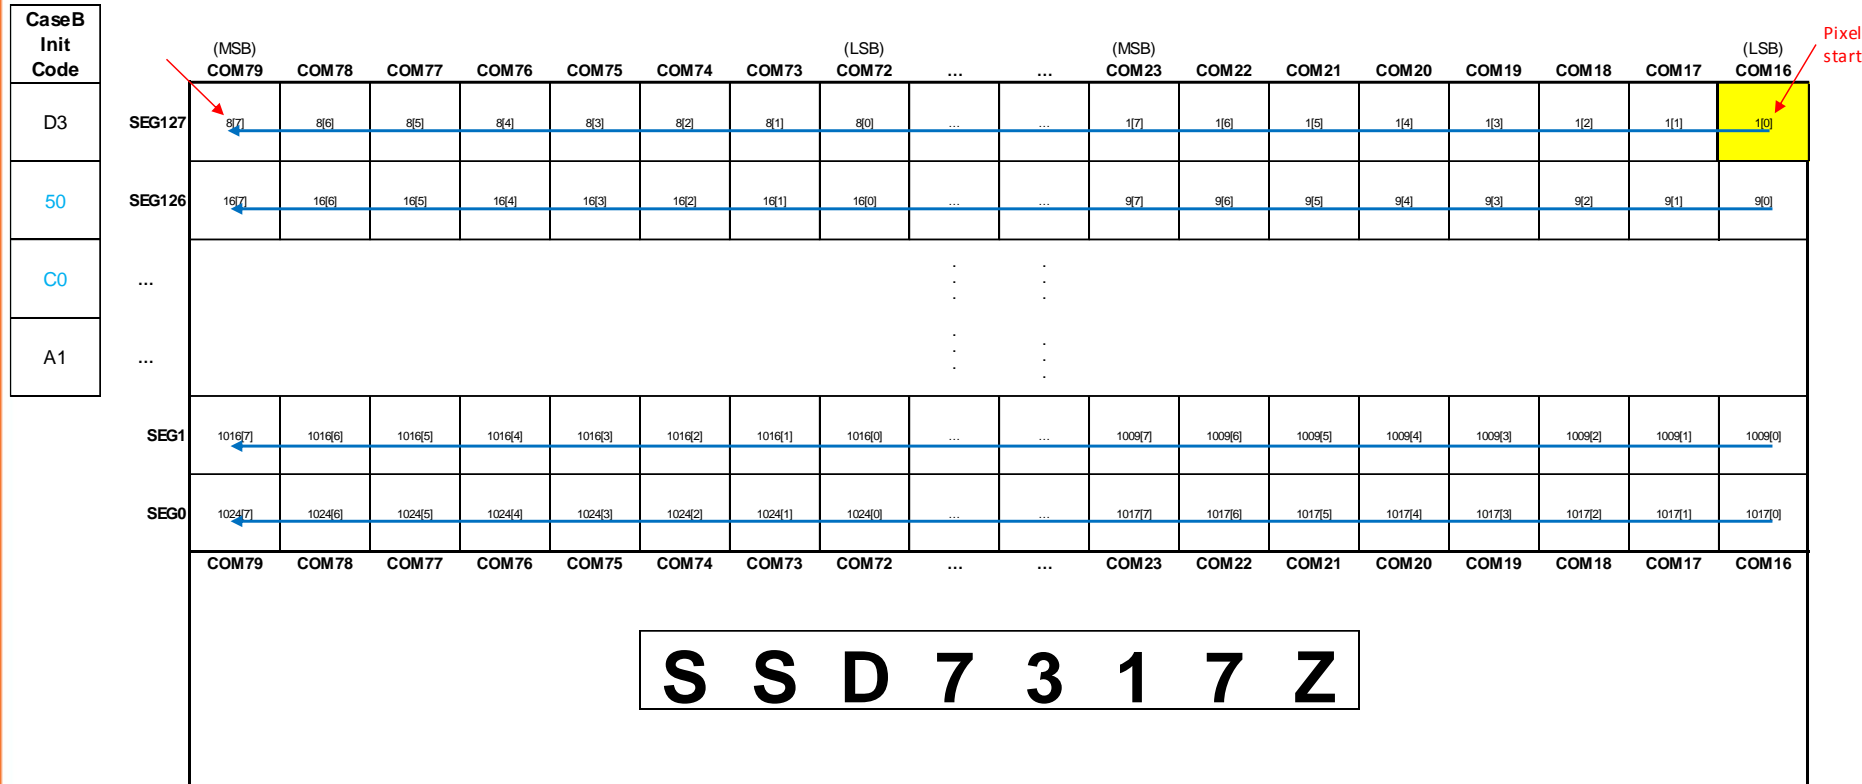 CaseB
Init
Code
D3
50
C0
A1
Pixel
start
(MSB) (LSB) (MSB) (LSB)
COM79 COM78 COM77 COM76 COM75 COM74 COM73 COM72 ... ... COM23 COM22 COM21 COM20 COM19 COM18 COM17 COM16
SEG127 8[7] 8[6] 8[5] 8[4] 8[3] 8[2] 8[1] 8[0] ... ... 1[7] 1[6] 1[5] 1[4] 1[3] 1[2] 1[1] 1[0]
SEG126 16[7] 16[6] 16[5] 16[4] 16[3] 16[2] 16[1] 16[0] ... ... 9[7] 9[6] 9[5] 9[4] 9[3] 9[2] 9[1] 9[0]
...
...
SEG1 1016[7] 1016[6] 1016[5] 1016[4] 1016[3] 1016[2] 1016[1] 1016[0] ... ... 1009[7] 1009[6] 1009[5] 1009[4] 1009[3] 1009[2] 1009[1] 1009[0]
SEG0 1024[7] 1024[6] 1024[5] 1024[4] 1024[3] 1024[2] 1024[1] 1024[0] ... ... 1017[7] 1017[6] 1017[5] 1017[4] 1017[3] 1017[2] 1017[1] 1017[0]
COM79 COM78 COM77 COM76 COM75 COM74 COM73 COM72 ... ... COM23 COM22 COM21 COM20 COM19 COM18 COM17 COM16
S S D 7 3 1 7 Z